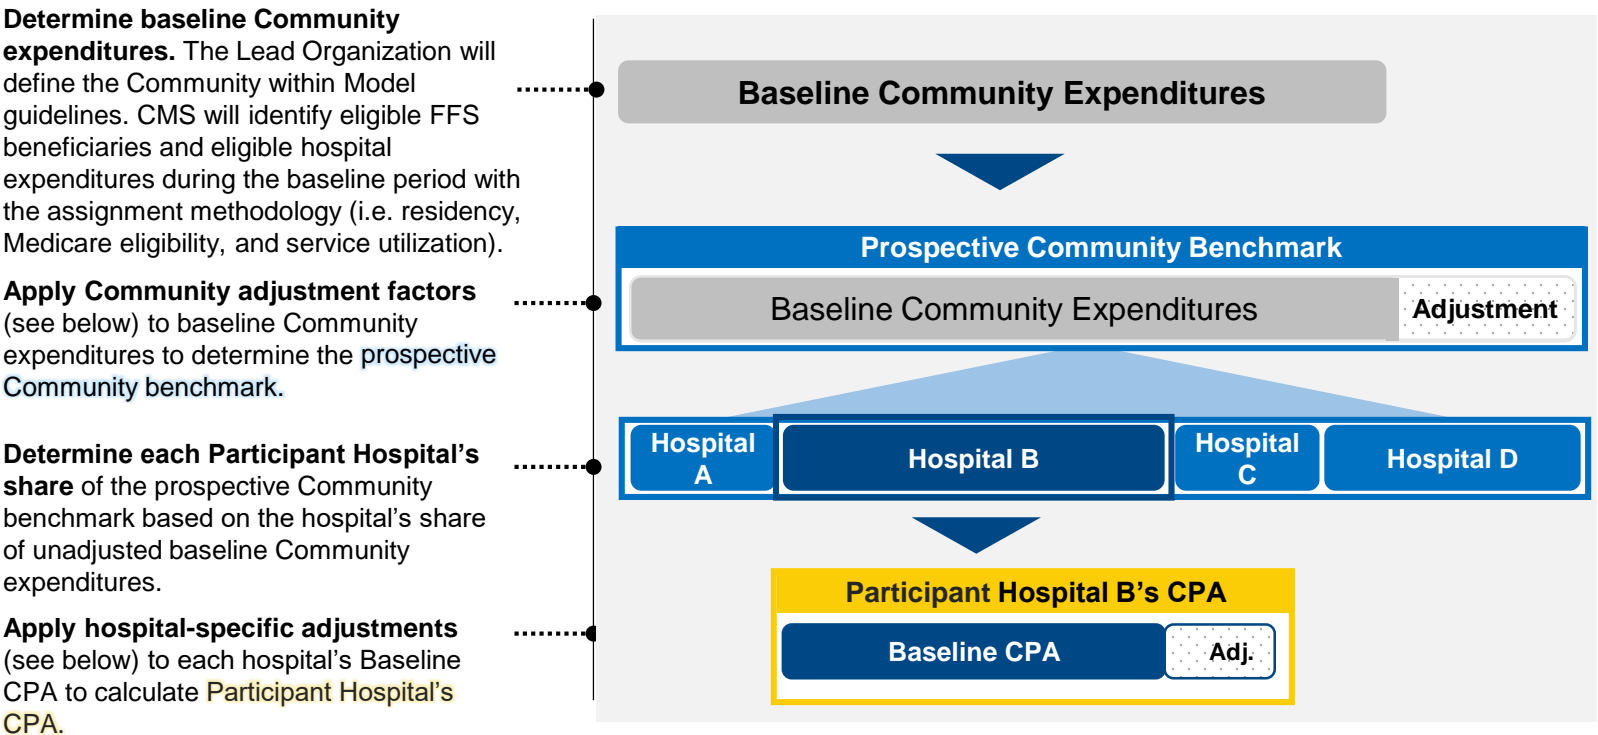 Determine baseline Community
expenditures. The Lead Organization will
define the Community within Model
guidelines. CMS will identify eligible FFS
beneficiaries and eligible hospital
expenditures during the baseline period with
the assignment methodology (i.e. residency,
Medicare eligibility, and service utilization).
Apply Community adjustment factors
(see below) to baseline Community
expenditures to determine the prospective
Community benchmark.
Determine each Participant Hospital's
share of the prospective Community
benchmark based on the hospital's share
of unadjusted baseline Community
expenditures.
Apply hospital-specific adjustments
(see below) to each hospital's Baseline
CPA to calculate Participant Hospital's
CPA.
Baseline Community Expenditures
Prospective Community Benchmark
Baseline Community Expenditures
Adjustment
Hospital
A
Hospital B
Hospital
C
Hospital D
Participant Hospital B's CPA
Baseline CPA
Adj.